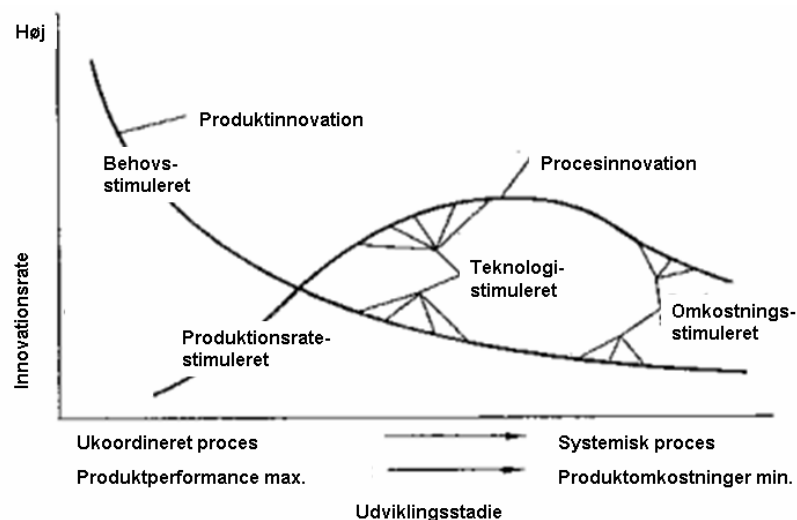 Høj
Produktinnovation
Behovs-
stimuleret
Procesinnovation
Teknologi-
stimuleret
Omkostnings-
stimuleret
Produktionsrate-
stimuleret
Innovationsrate
Ukoordineret proces
Systemisk proces
Produktperformance max.
Produktomkostninger min.
Udviklingsstadie